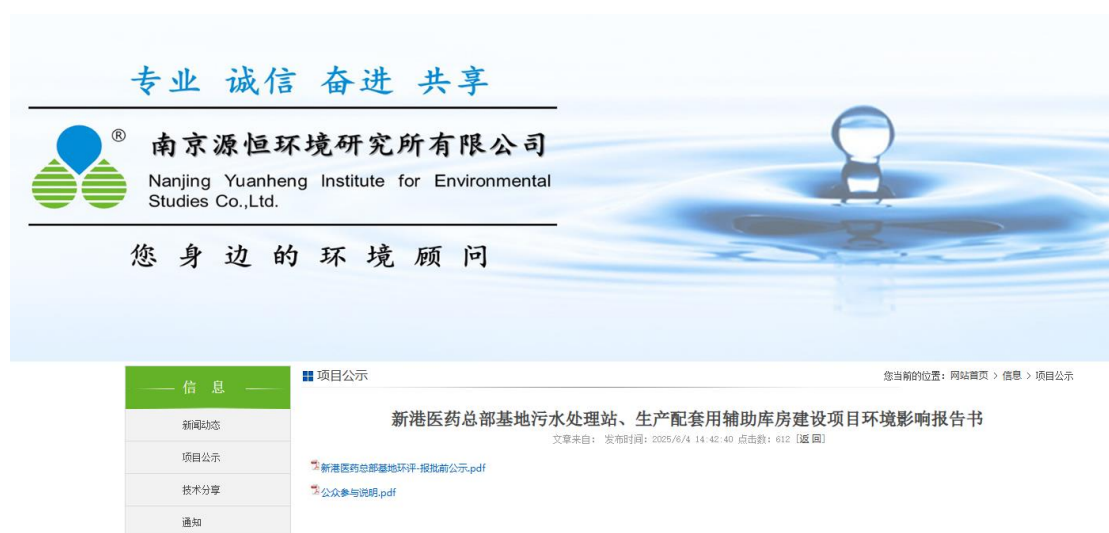 专业 诚信 奋进 共享
®
南京源恒环境研究所有限公司
Nanjing Yuanheng Institute for Environmental
Studies Co.,Ltd.
您身边的环境顾问
信 息
新闻动态
项目公示
技术分享
通知
项目公示
您当前的位置：网站首页 > 信息 > 项目公示
新港医药总部基地污水处理站、生产配套用辅助库房建设项目环境影响报告书
文章来自： 发布时间：2025/6/4 14:42:40 点击数：612 [返回]
新港医药总部基地环评-报批前公示.pdf
公众参与说明.pdf